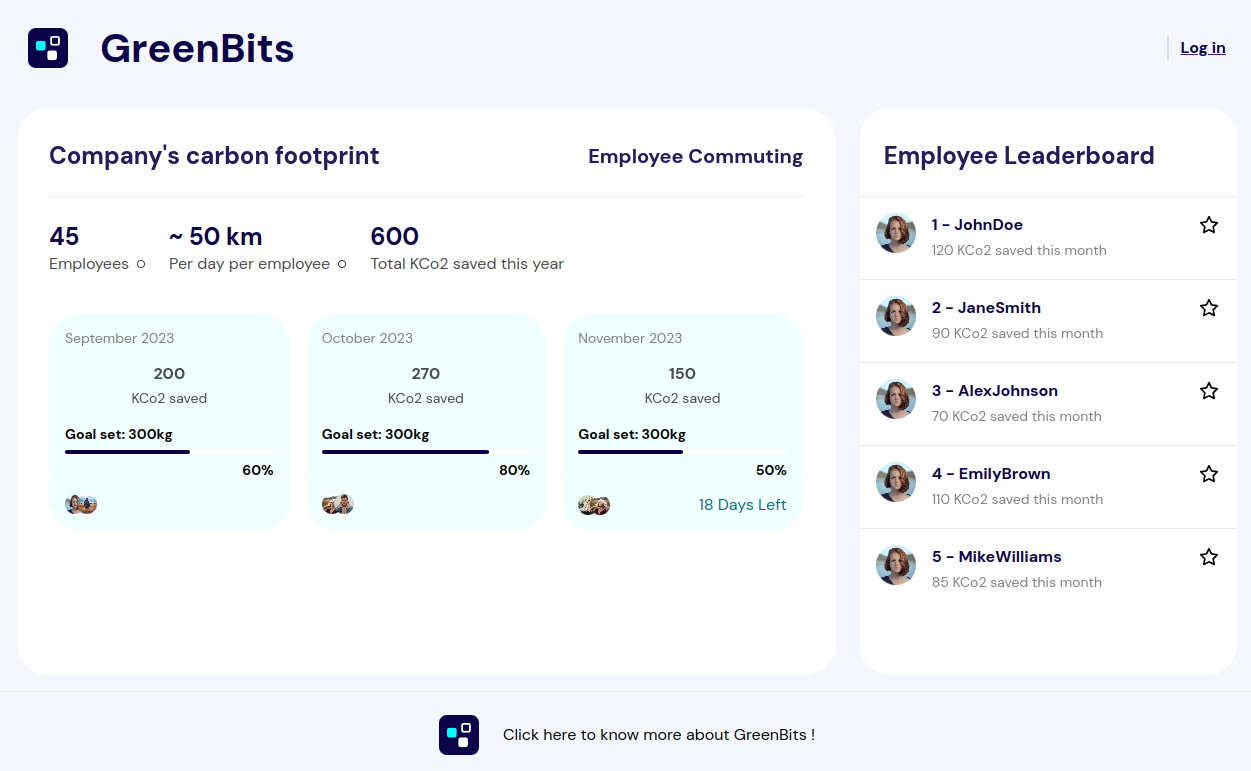 GreenBits
Log in
Company's carbon footprint
Employee Commuting
45
Employees
~ 50 km
Per day per employee
600
Total KCo2 saved this year
September 2023
200
KCo2 saved
Goal set: 300kg
60%
October 2023
270
KCo2 saved
Goal set: 300kg
80%
November 2023
150
KCo2 saved
Goal set: 300kg
50%
18 Days Left
Employee Leaderboard
1 - JohnDoe
120 KCo2 saved this month
2 - JaneSmith
90 KCo2 saved this month
3 - AlexJohnson
70 KCo2 saved this month
4 - EmilyBrown
110 KCo2 saved this month
5 - MikeWilliams
85 KCo2 saved this month
Click here to know more about GreenBits !